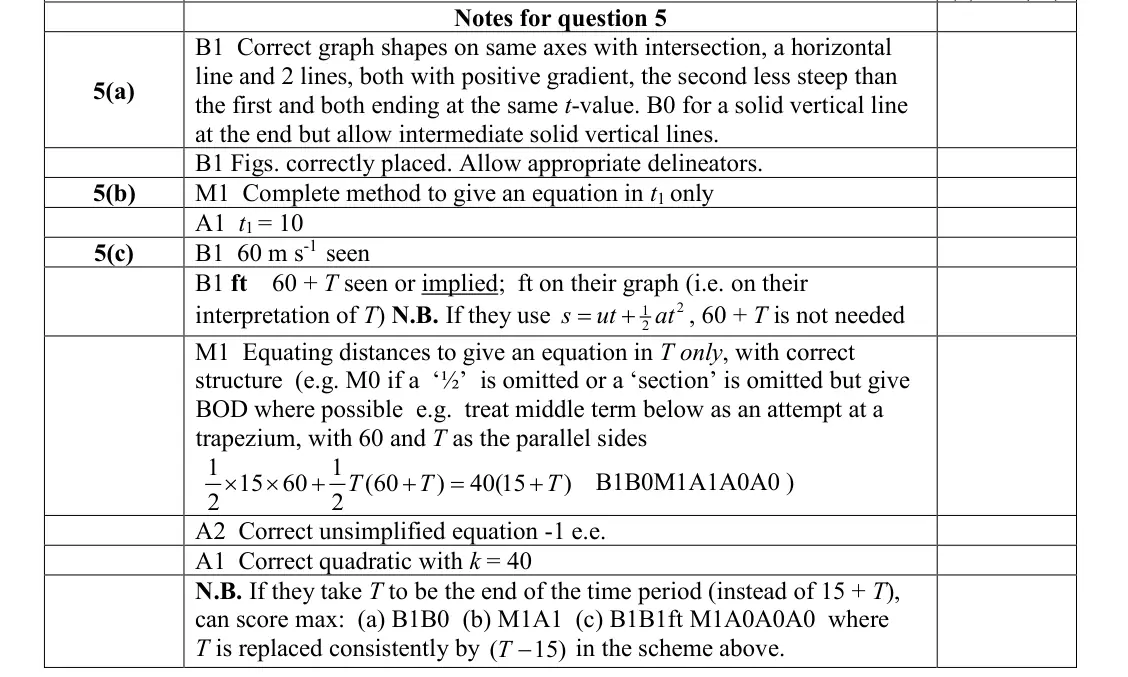 Notes for question 5
5(a)
B1 Correct graph shapes on same axes with intersection, a horizontal
line and 2 lines, both with positive gradient, the second less steep than
the first and both ending at the same t-value. B0 for a solid vertical line
at the end but allow intermediate solid vertical lines.
B1 Figs. correctly placed. Allow appropriate delineators.
5(b)
M1 Complete method to give an equation in t₁ only
A1 t₁ = 10
5(c)
B1 60 m s⁻¹ seen
B1 ft 60 + T seen or implied; ft on their graph (i.e. on their
interpretation of T) N.B. If they use s = ut + ½ at², 60 + T is not needed
M1 Equating distances to give an equation in T only, with correct
structure (e.g. M0 if a ‘½’ is omitted or a ‘section’ is omitted but give
BOD where possible e.g. treat middle term below as an attempt at a
trapezium, with 60 and T as the parallel sides
1/2 × 15 × 60 + 1/2 T(60 + T) = 40(15 + T) B1B0M1A1A0A0 )
A2 Correct unsimplified equation -1 e.e.
A1 Correct quadratic with k = 40
N.B. If they take T to be the end of the time period (instead of 15 + T),
can score max: (a) B1B0 (b) M1A1 (c) B1B1ft M1A0A0A0 where
T is replaced consistently by (T − 15) in the scheme above.